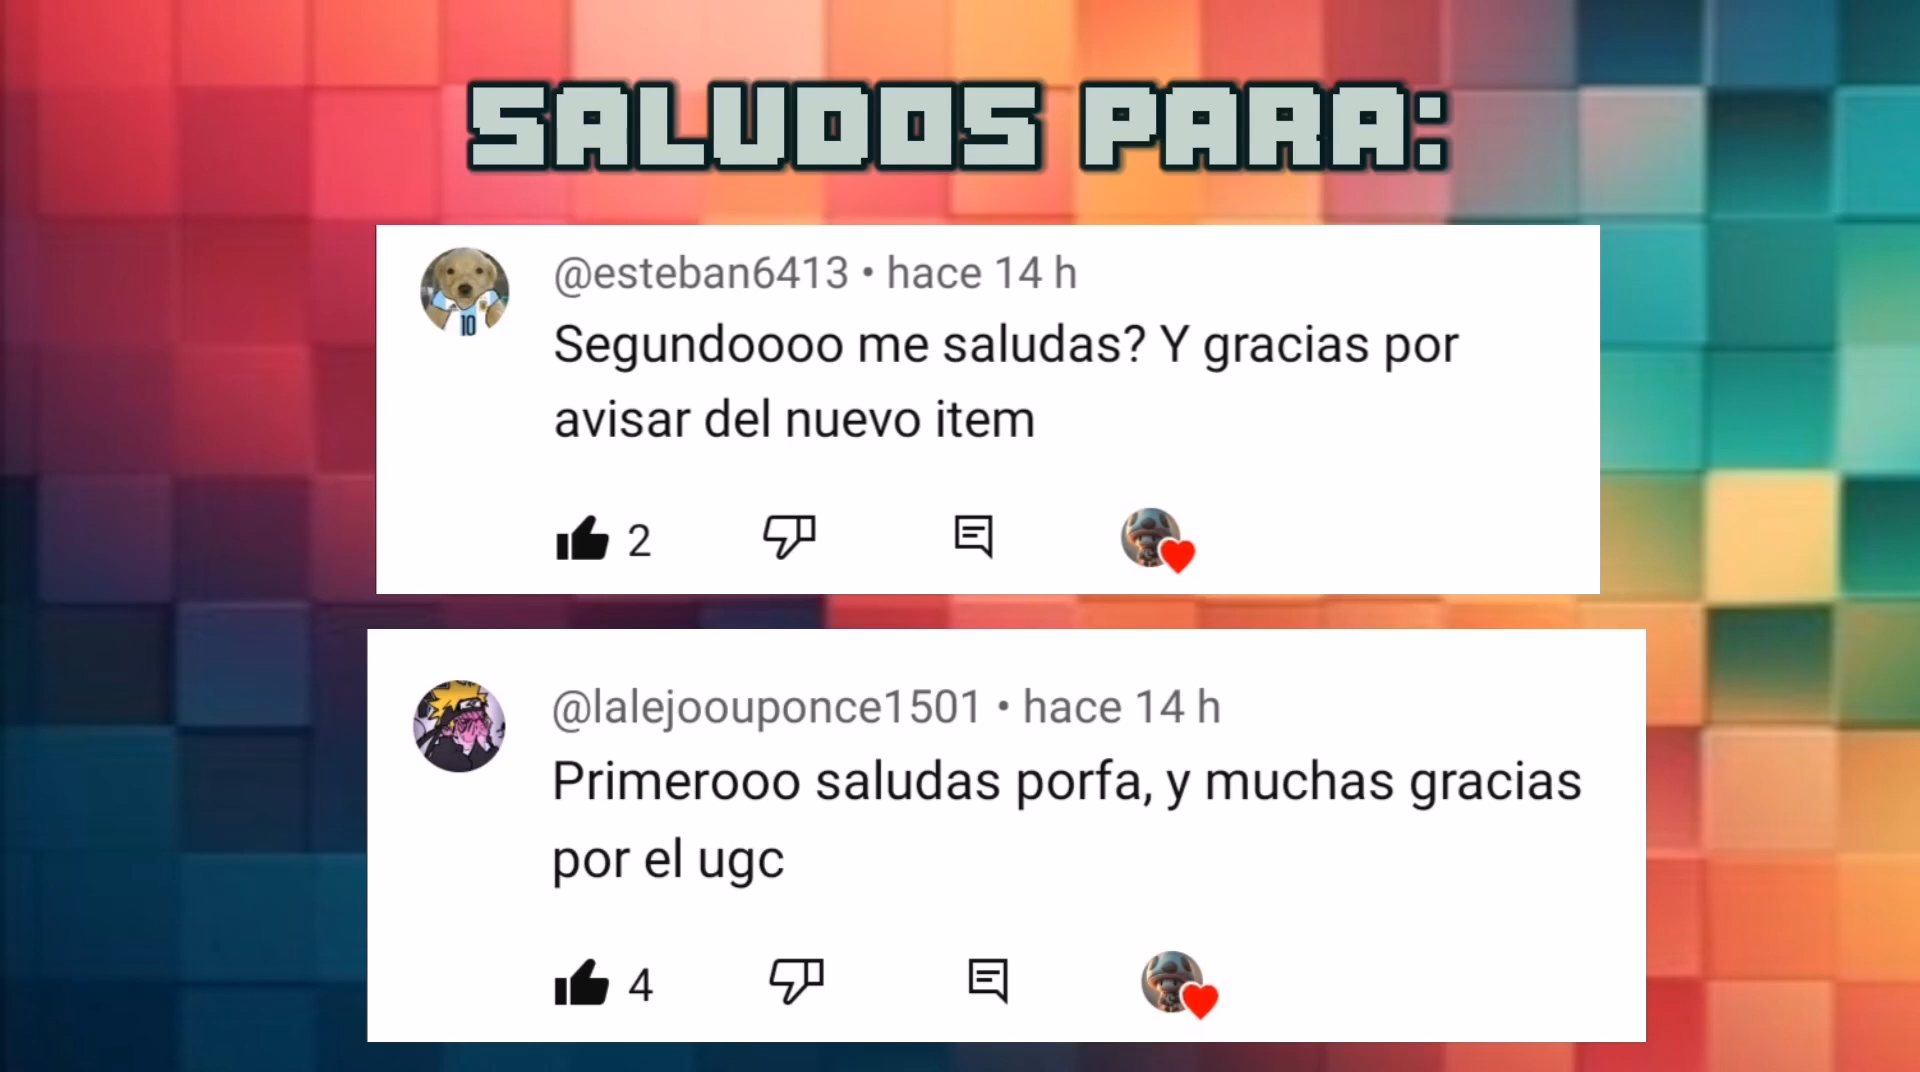 SALUDOS PARA:
@esteban6413 • hace 14 h
Segundoooo me saludas? Y gracias por
avisar del nuevo item
2
@lalejoouponce1501 • hace 14 h
Primerooo saludas porfa, y muchas gracias
por el ugc
4
10